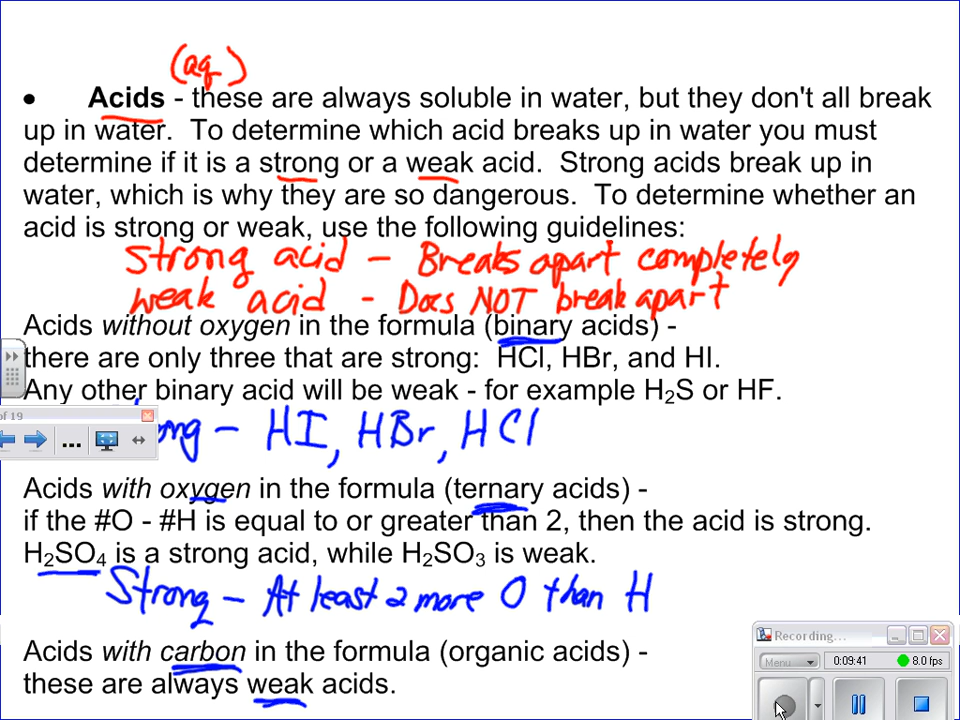 (aq)
• Acids - these are always soluble in water, but they don't all break
up in water. To determine which acid breaks up in water you must
determine if it is a strong or a weak acid. Strong acids break up in
water, which is why they are so dangerous. To determine whether an
acid is strong or weak, use the following guidelines:
Strong acid - Breaks apart completely
weak acid - Does NOT break apart
Acids without oxygen in the formula (binary acids) -
there are only three that are strong: HCl, HBr, and HI.
Any other binary acid will be weak - for example H₂S or HF.
of 19
... 
- HI, HBr, HCl
Acids with oxygen in the formula (ternary acids) -
if the #O - #H is equal to or greater than 2, then the acid is strong.
H₂SO₄ is a strong acid, while H₂SO₃ is weak.
Strong - At least 2 more O than H
Acids with carbon in the formula (organic acids) -
these are always weak acids.
Recording...
Menu 0:09:41 8.0 fps